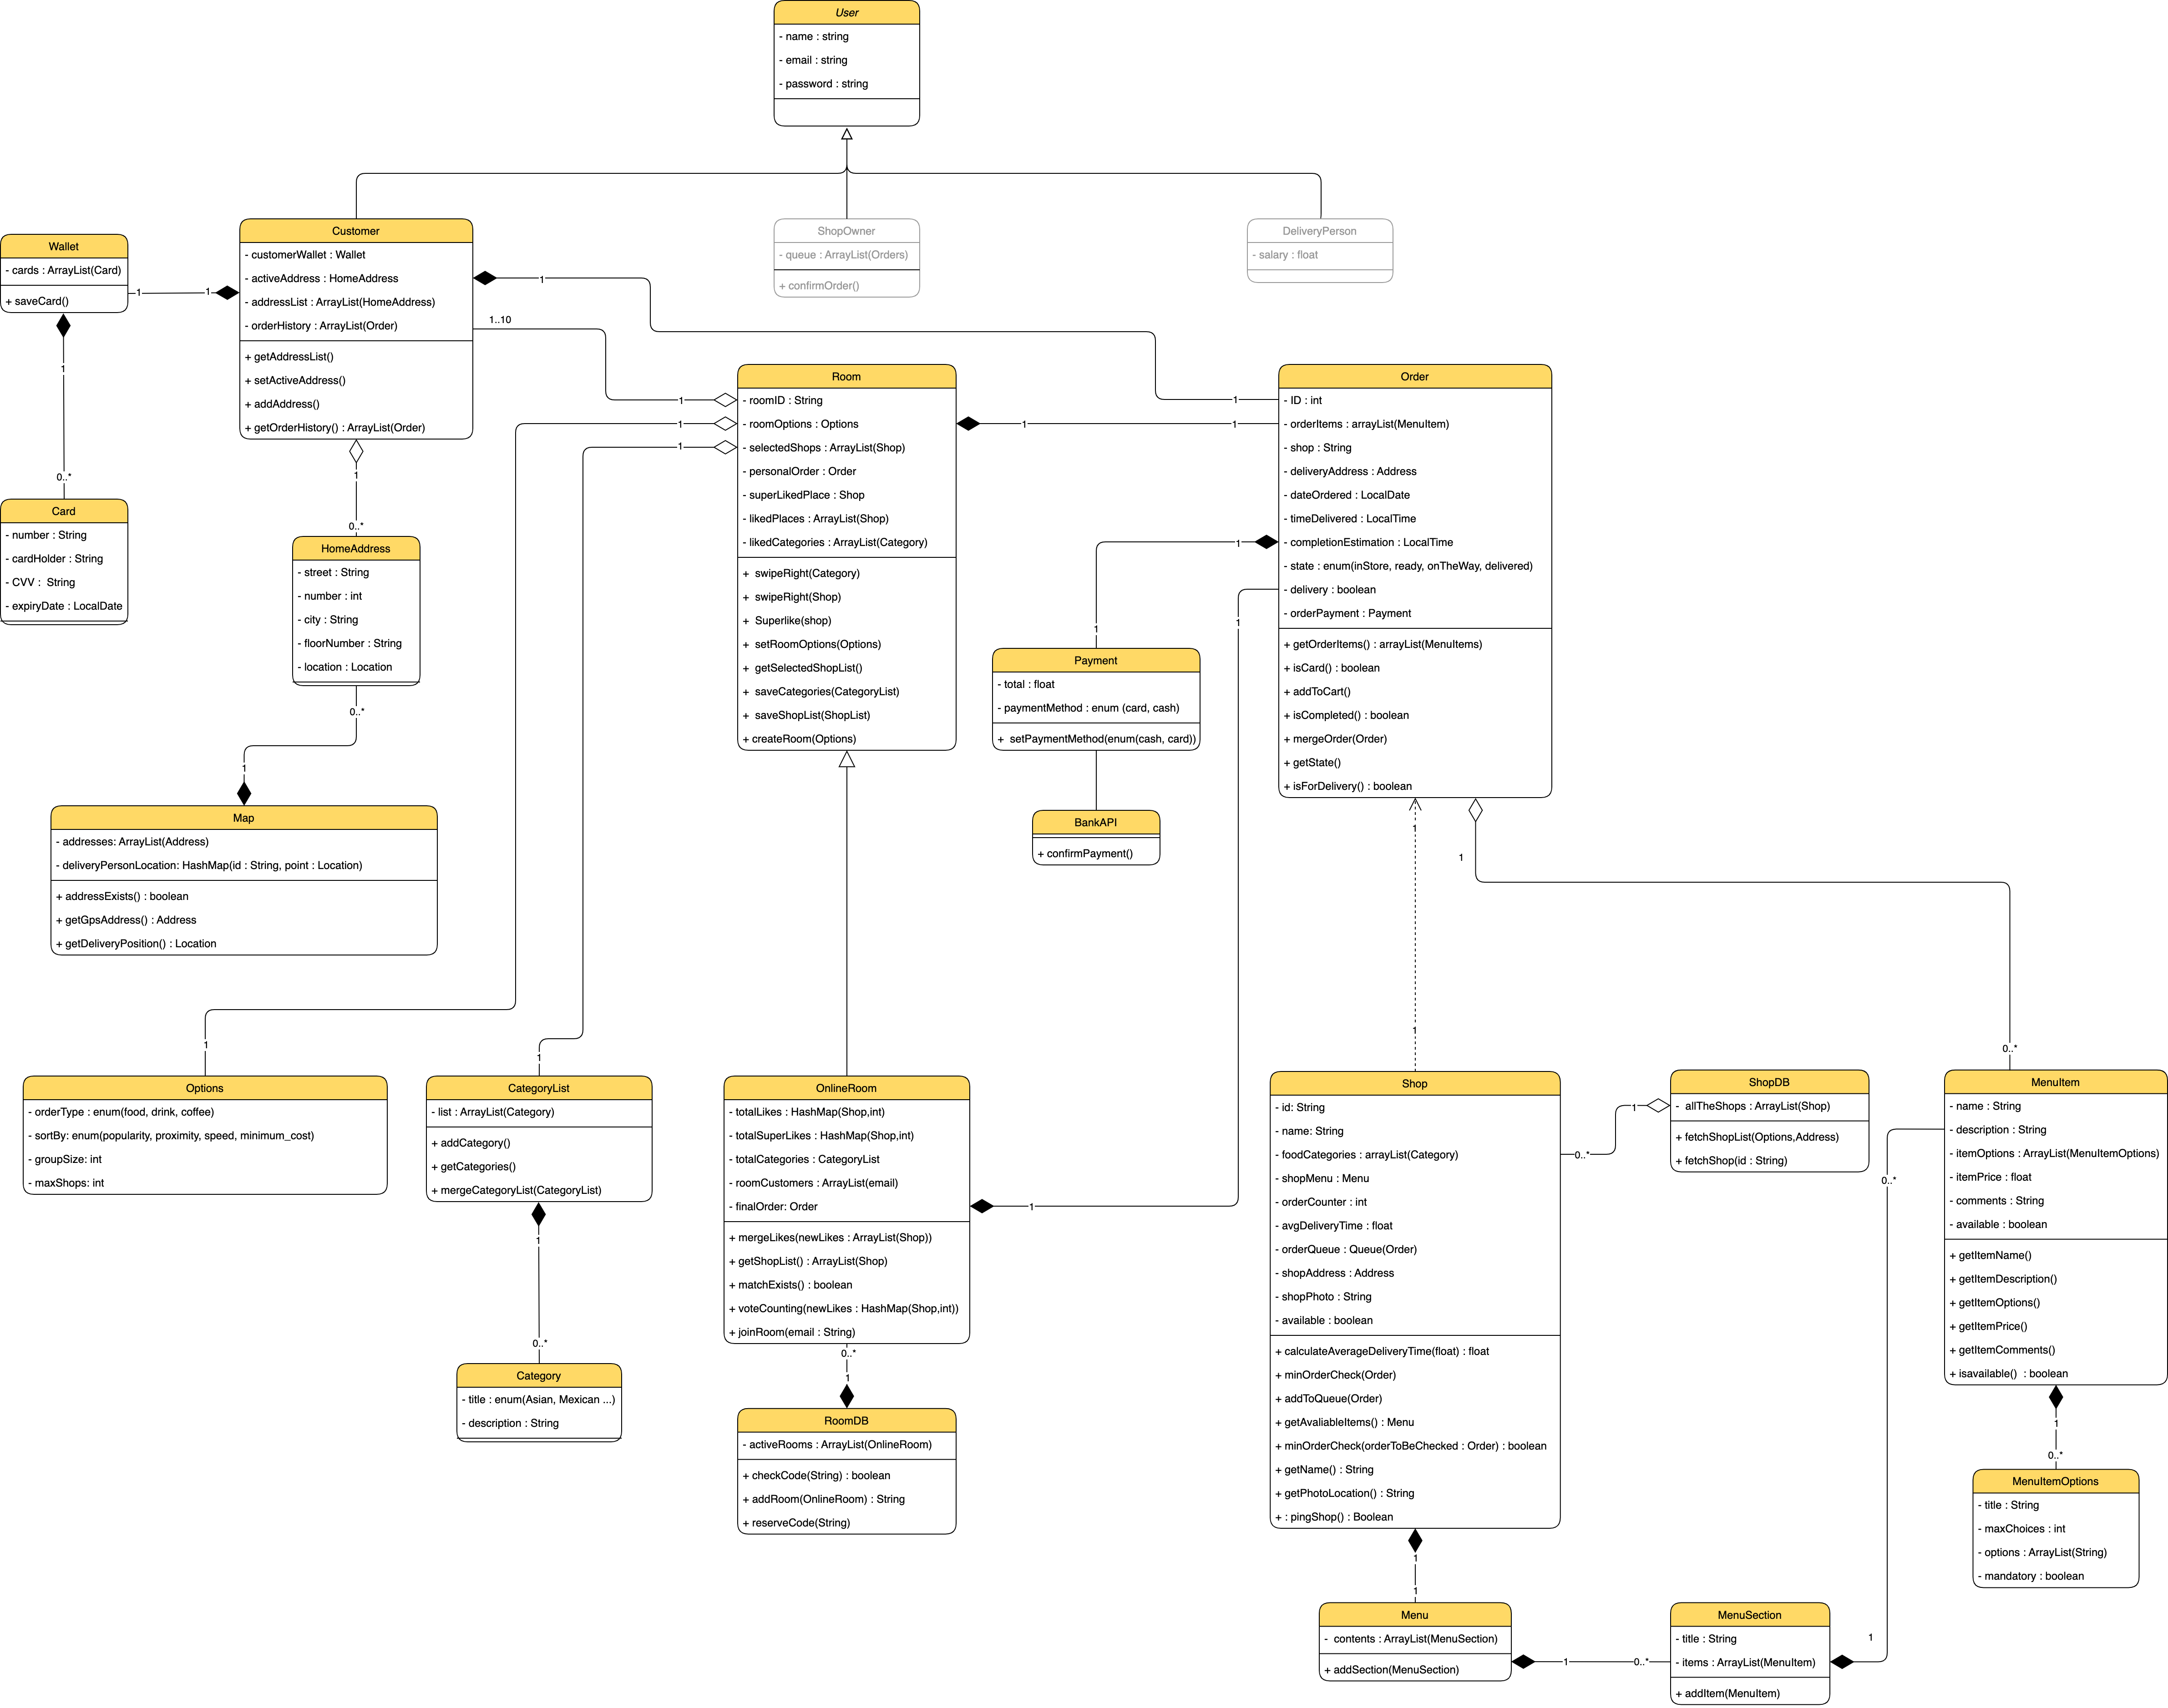 User
- name : string
- email : string
- password : string
Customer
- customerWallet : Wallet
- activeAddress : HomeAddress
- addressList : ArrayList(HomeAddress)
- orderHistory : ArrayList(Order)
+ getAddressList()
+ setActiveAddress()
+ addAddress()
+ getOrderHistory() : ArrayList(Order)
ShopOwner
- queue : ArrayList(Orders)
+ confirmOrder()
DeliveryPerson
- salary : float
Wallet
- cards : ArrayList(Card)
+ saveCard()
1
1
1
1..10
1
0..*
1
0..*
1
1
1
1
1
1
Card
- number : String
- cardHolder : String
- CVV :  String
- expiryDate : LocalDate
HomeAddress
- street : String
- number : int
- city : String
- floorNumber : String
- location : Location
Room
- roomID : String
- roomOptions : Options
- selectedShops : ArrayList(Shop)
- personalOrder : Order
- superLikedPlace : Shop
- likedPlaces : ArrayList(Shop)
- likedCategories : ArrayList(Category)
+  swipeRight(Category)
+  swipeRight(Shop)
+  Superlike(shop)
+  setRoomOptions(Options)
+  getSelectedShopList()
+  saveCategories(CategoryList)
+  saveShopList(ShopList)
+ createRoom(Options)
Order
- ID : int
- orderItems : arrayList(MenuItem)
- shop : String
- deliveryAddress : Address
- dateOrdered : LocalDate
- timeDelivered : LocalTime
- completionEstimation : LocalTime
- state : enum(inStore, ready, onTheWay, delivered)
- delivery : boolean
- orderPayment : Payment
+ getOrderItems() : arrayList(MenuItems)
+ isCard() : boolean
+ addToCart()
+ isCompleted() : boolean
+ mergeOrder(Order)
+ getState()
+ isForDelivery() : boolean
1
1
1
Payment
- total : float
- paymentMethod : enum (card, cash)
+  setPaymentMethod(enum(cash, card))
BankAPI
+ confirmPayment()
0..*
1
Map
- addresses: ArrayList(Address)
- deliveryPersonLocation: HashMap(id : String, point : Location)
+ addressExists() : boolean
+ getGpsAddress() : Address
+ getDeliveryPosition() : Location
1
1
1
1
1
0..*
Options
- orderType : enum(food, drink, coffee)
- sortBy: enum(popularity, proximity, speed, minimum_cost)
- groupSize: int
- maxShops: int
CategoryList
- list : ArrayList(Category)
+ addCategory()
+ getCategories()
+ mergeCategoryList(CategoryList)
1
0..*
Category
- title : enum(Asian, Mexican ...)
- description : String
OnlineRoom
- totalLikes : HashMap(Shop,int)
- totalSuperLikes : HashMap(Shop,int)
- totalCategories : CategoryList
- roomCustomers : ArrayList(email)
- finalOrder: Order
+ mergeLikes(newLikes : ArrayList(Shop))
+ getShopList() : ArrayList(Shop)
+ matchExists() : boolean
+ voteCounting(newLikes : HashMap(Shop,int))
+ joinRoom(email : String)
1
0..*
1
RoomDB
- activeRooms : ArrayList(OnlineRoom)
+ checkCode(String) : boolean
+ addRoom(OnlineRoom) : String
+ reserveCode(String)
Shop
- id: String
- name: String
- foodCategories : arrayList(Category)
- shopMenu : Menu
- orderCounter : int
- avgDeliveryTime : float
- orderQueue : Queue(Order)
- shopAddress : Address
- shopPhoto : String
- available : boolean
+ calculateAverageDeliveryTime(float) : float
+ minOrderCheck(Order)
+ addToQueue(Order)
+ getAvaliableItems() : Menu
+ minOrderCheck(orderToBeChecked : Order) : boolean
+ getName() : String
+ getPhotoLocation() : String
+ : pingShop() : Boolean
0..*
1
ShopDB
-  allTheShops : ArrayList(Shop)
+ fetchShopList(Options,Address)
+ fetchShop(id : String)
MenuItem
- name : String
- description : String
- itemOptions : ArrayList(MenuItemOptions)
- itemPrice : float
- comments : String
- available : boolean
+ getItemName()
+ getItemDescription()
+ getItemOptions()
+ getItemPrice()
+ getItemComments()
+ isavailable()  : boolean
0..*
1
0..*
MenuItemOptions
- title : String
- maxChoices : int
- options : ArrayList(String)
- mandatory : boolean
1
1
Menu
-  contents : ArrayList(MenuSection)
+ addSection(MenuSection)
1
0..*
MenuSection
- title : String
- items : ArrayList(MenuItem)
+ addItem(MenuItem)
1